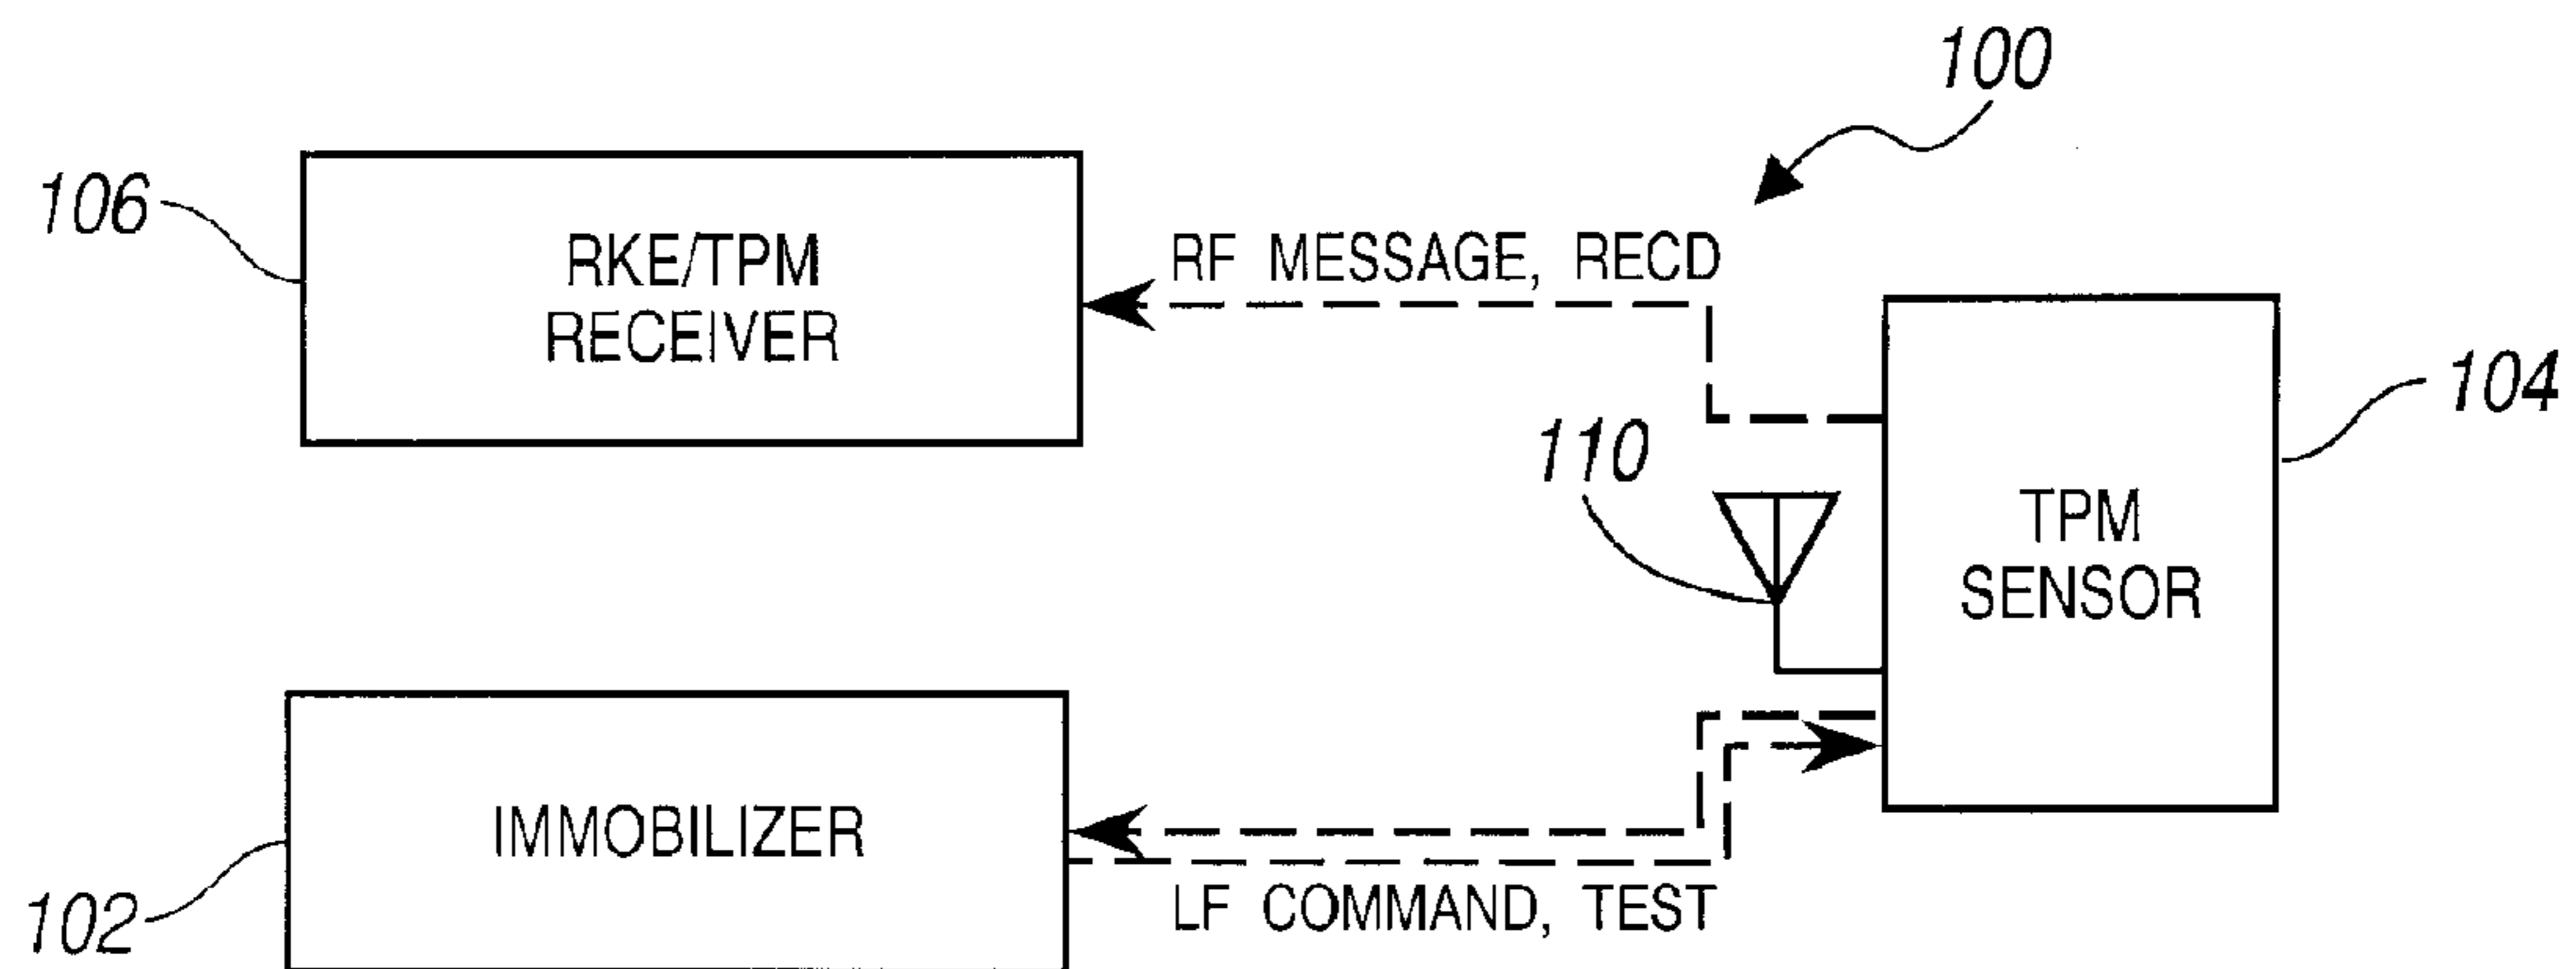 100
106
RKE/TPM
RECEIVER
RF MESSAGE, RECD
104
110
TPM
SENSOR
IMMOBILIZER
102
LF COMMAND, TEST